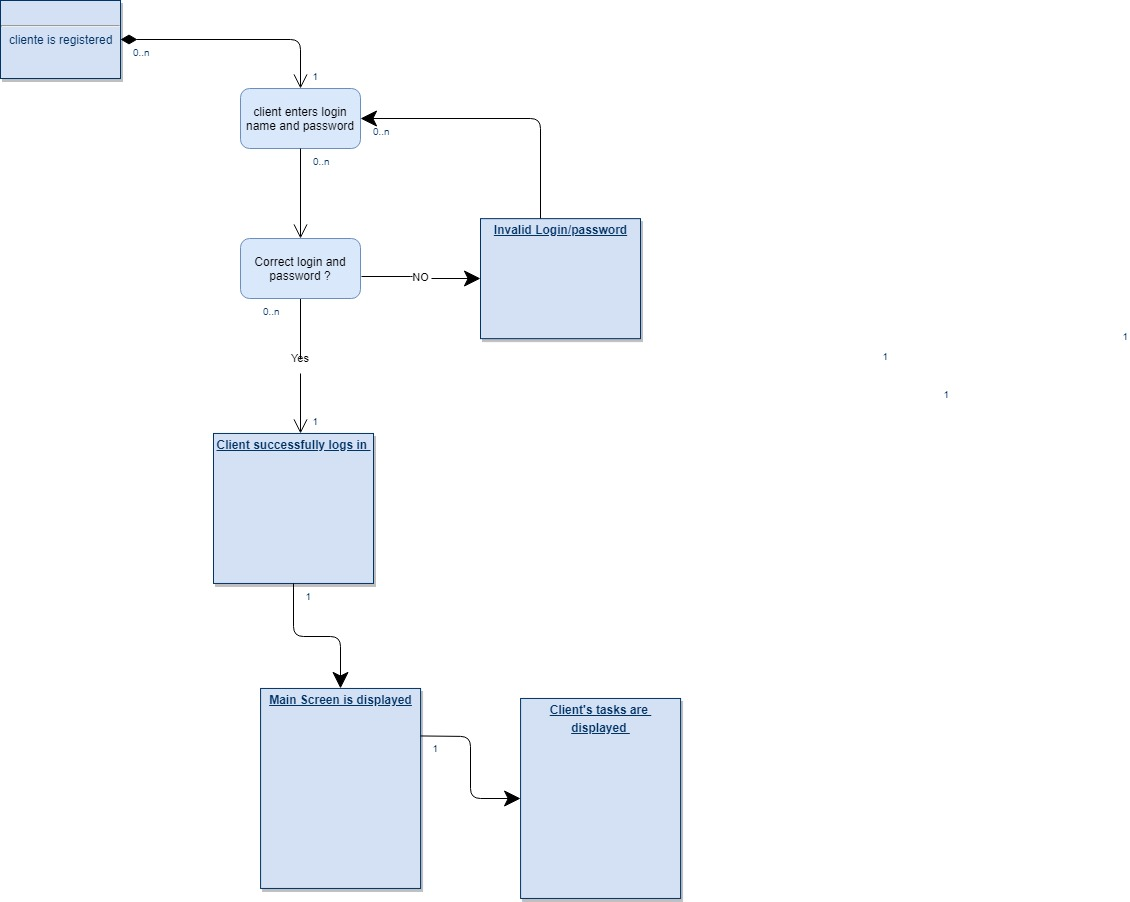 cliente is registered
0..n
1
client enters login
name and password
0..n
0..n
Invalid Login/password
Correct login and
password ?
NO
0..n
Yes
1
1
1
1
Client successfully logs in
1
Main Screen is displayed
1
Client's tasks are
displayed